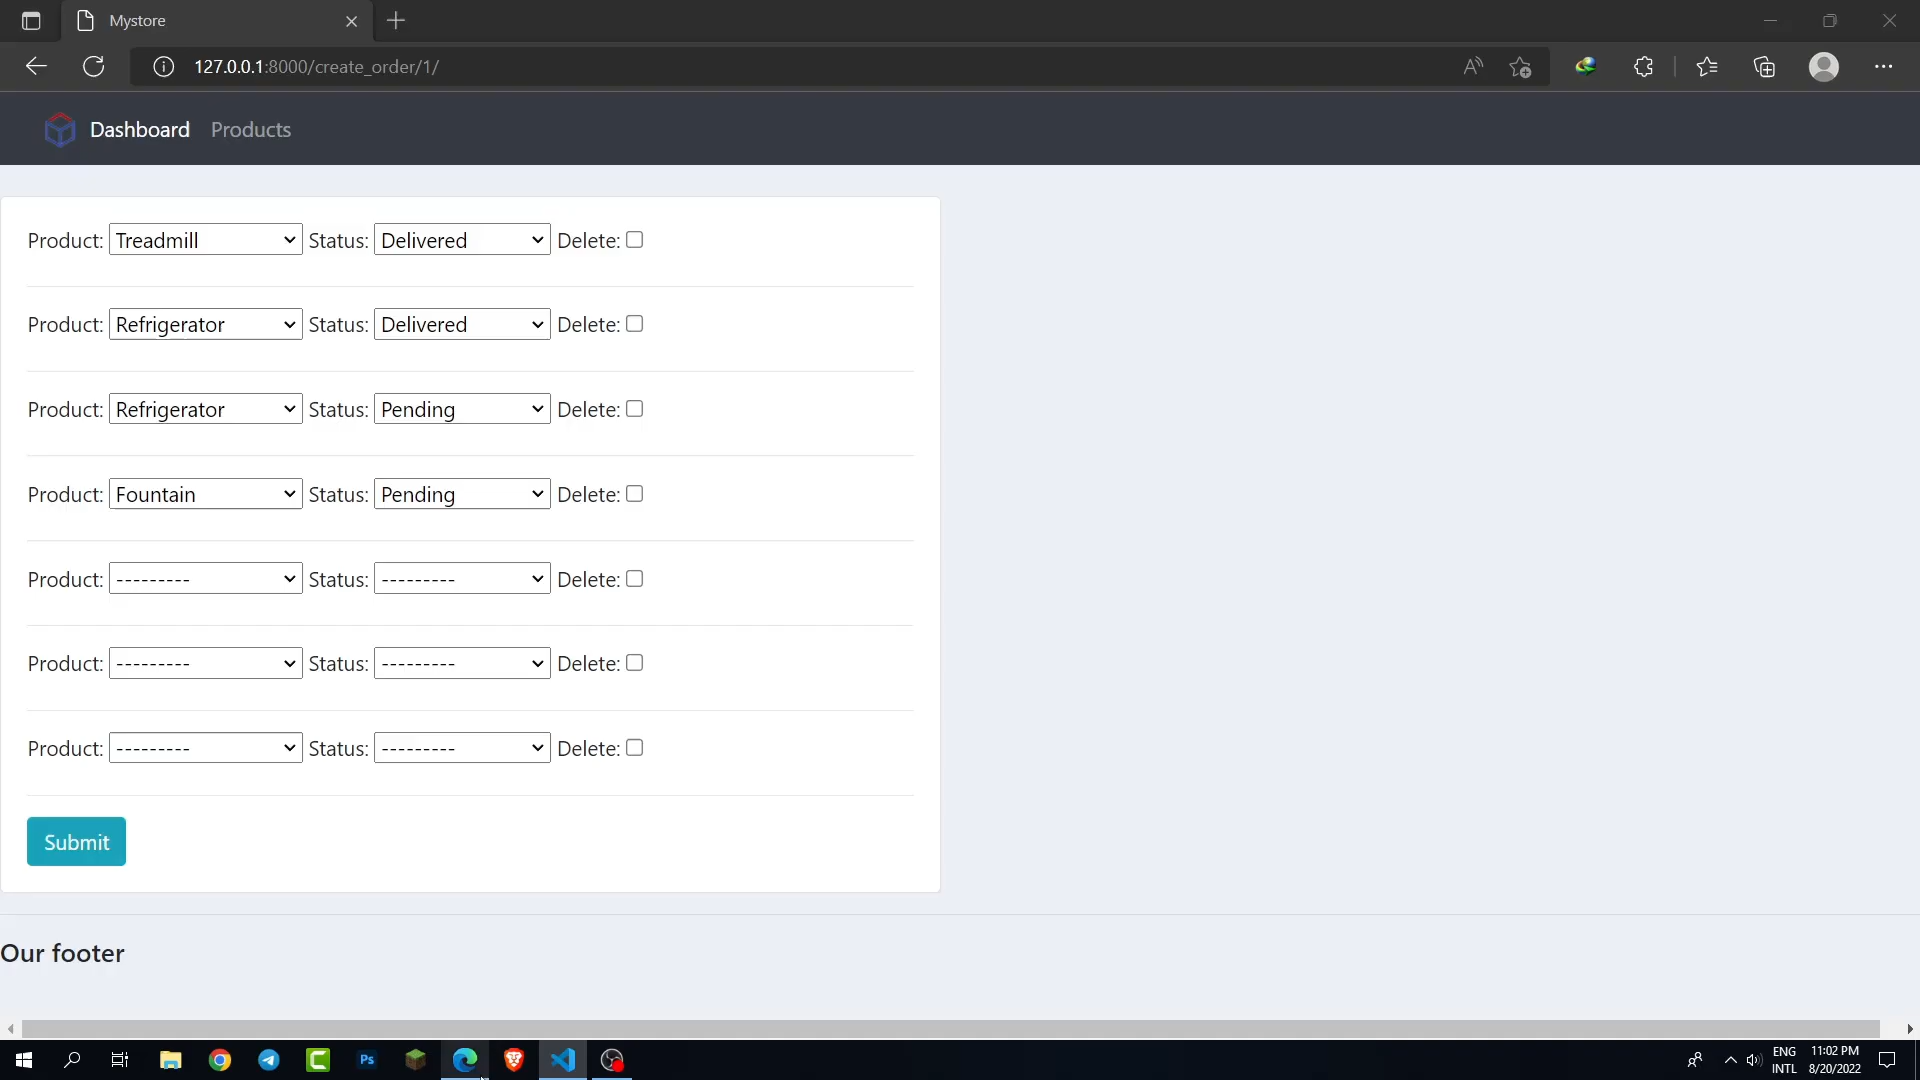 Mystore
127.0.0.1:8000/create_order/1/
Dashboard Products
Product: Treadmill Status: Delivered Delete:
Product: Refrigerator Status: Delivered Delete:
Product: Refrigerator Status: Pending Delete:
Product: Fountain Status: Pending Delete:
Product: --------- Status: --------- Delete:
Product: --------- Status: --------- Delete:
Product: --------- Status: --------- Delete:
Submit
Our footer
Ps
ENG 11:02 PM
INTL 8/20/2022